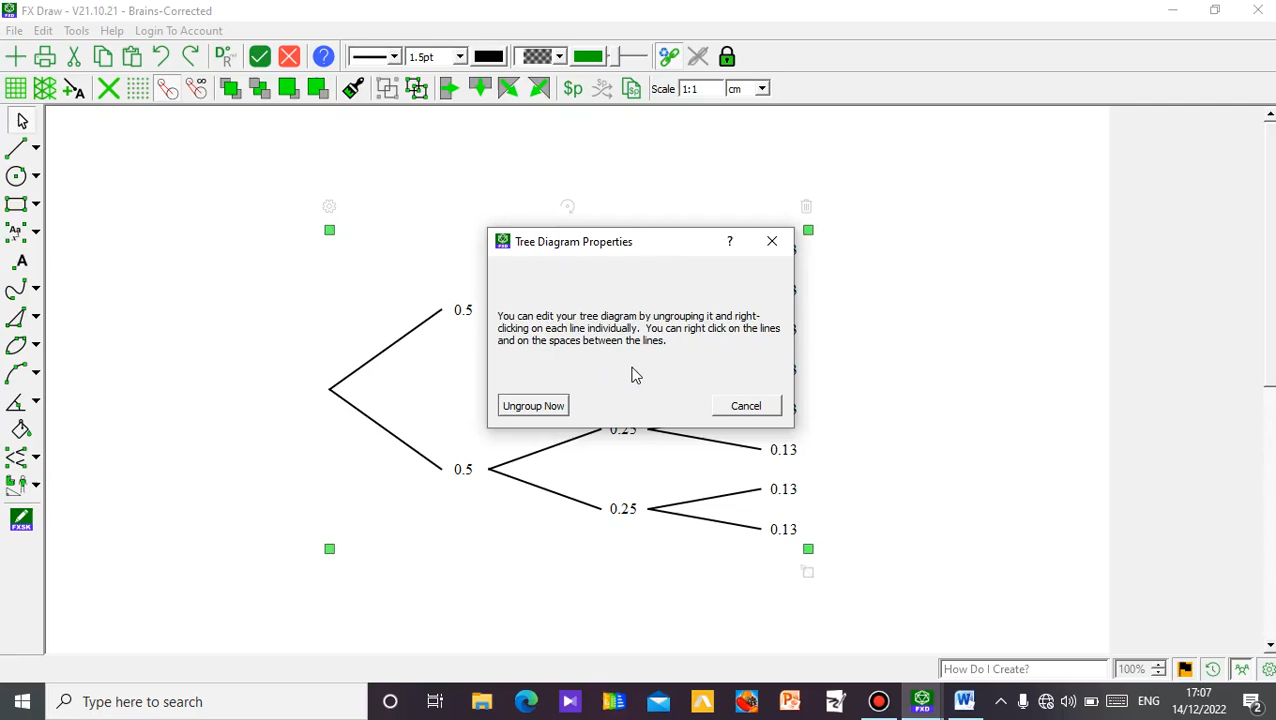 FX Draw - V21.10.21 - Brains-Corrected
File Edit Tools Help Login To Account
1.5pt
Scale 1:1 cm
Tree Diagram Properties
You can edit your tree diagram by ungrouping it and right-
clicking on each line individually. You can right click on the lines
and on the spaces between the lines.
Ungroup Now Cancel
0.5
0.25
0.13
0.5
0.13
0.25
0.13
How Do I Create? 100%
Type here to search
ENG
17:07
14/12/2022
2
FXSK
FXD